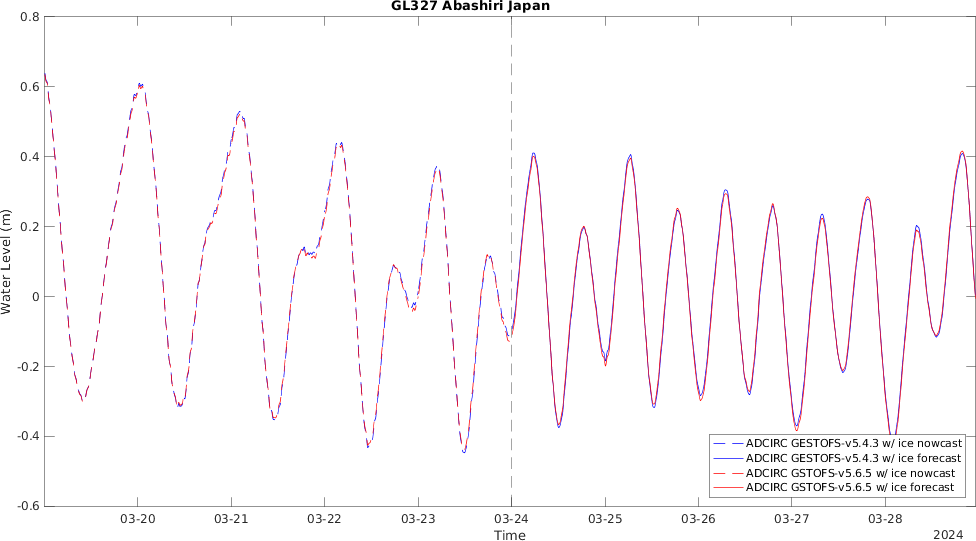 GL327 Abashiri Japan
0.8
0.6
0.4
0.2
0
-0.2
-0.4
-0.6
Water Level (m)
ADCIRC GESTOFS-v5.4.3 w/ ice nowcast
ADCIRC GESTOFS-v5.4.3 w/ ice forecast
ADCIRC GSTOFS-v5.6.5 w/ ice nowcast
ADCIRC GSTOFS-v5.6.5 w/ ice forecast
03-20 03-21 03-22 03-23 03-24 03-25 03-26 03-27 03-28
Time
2024